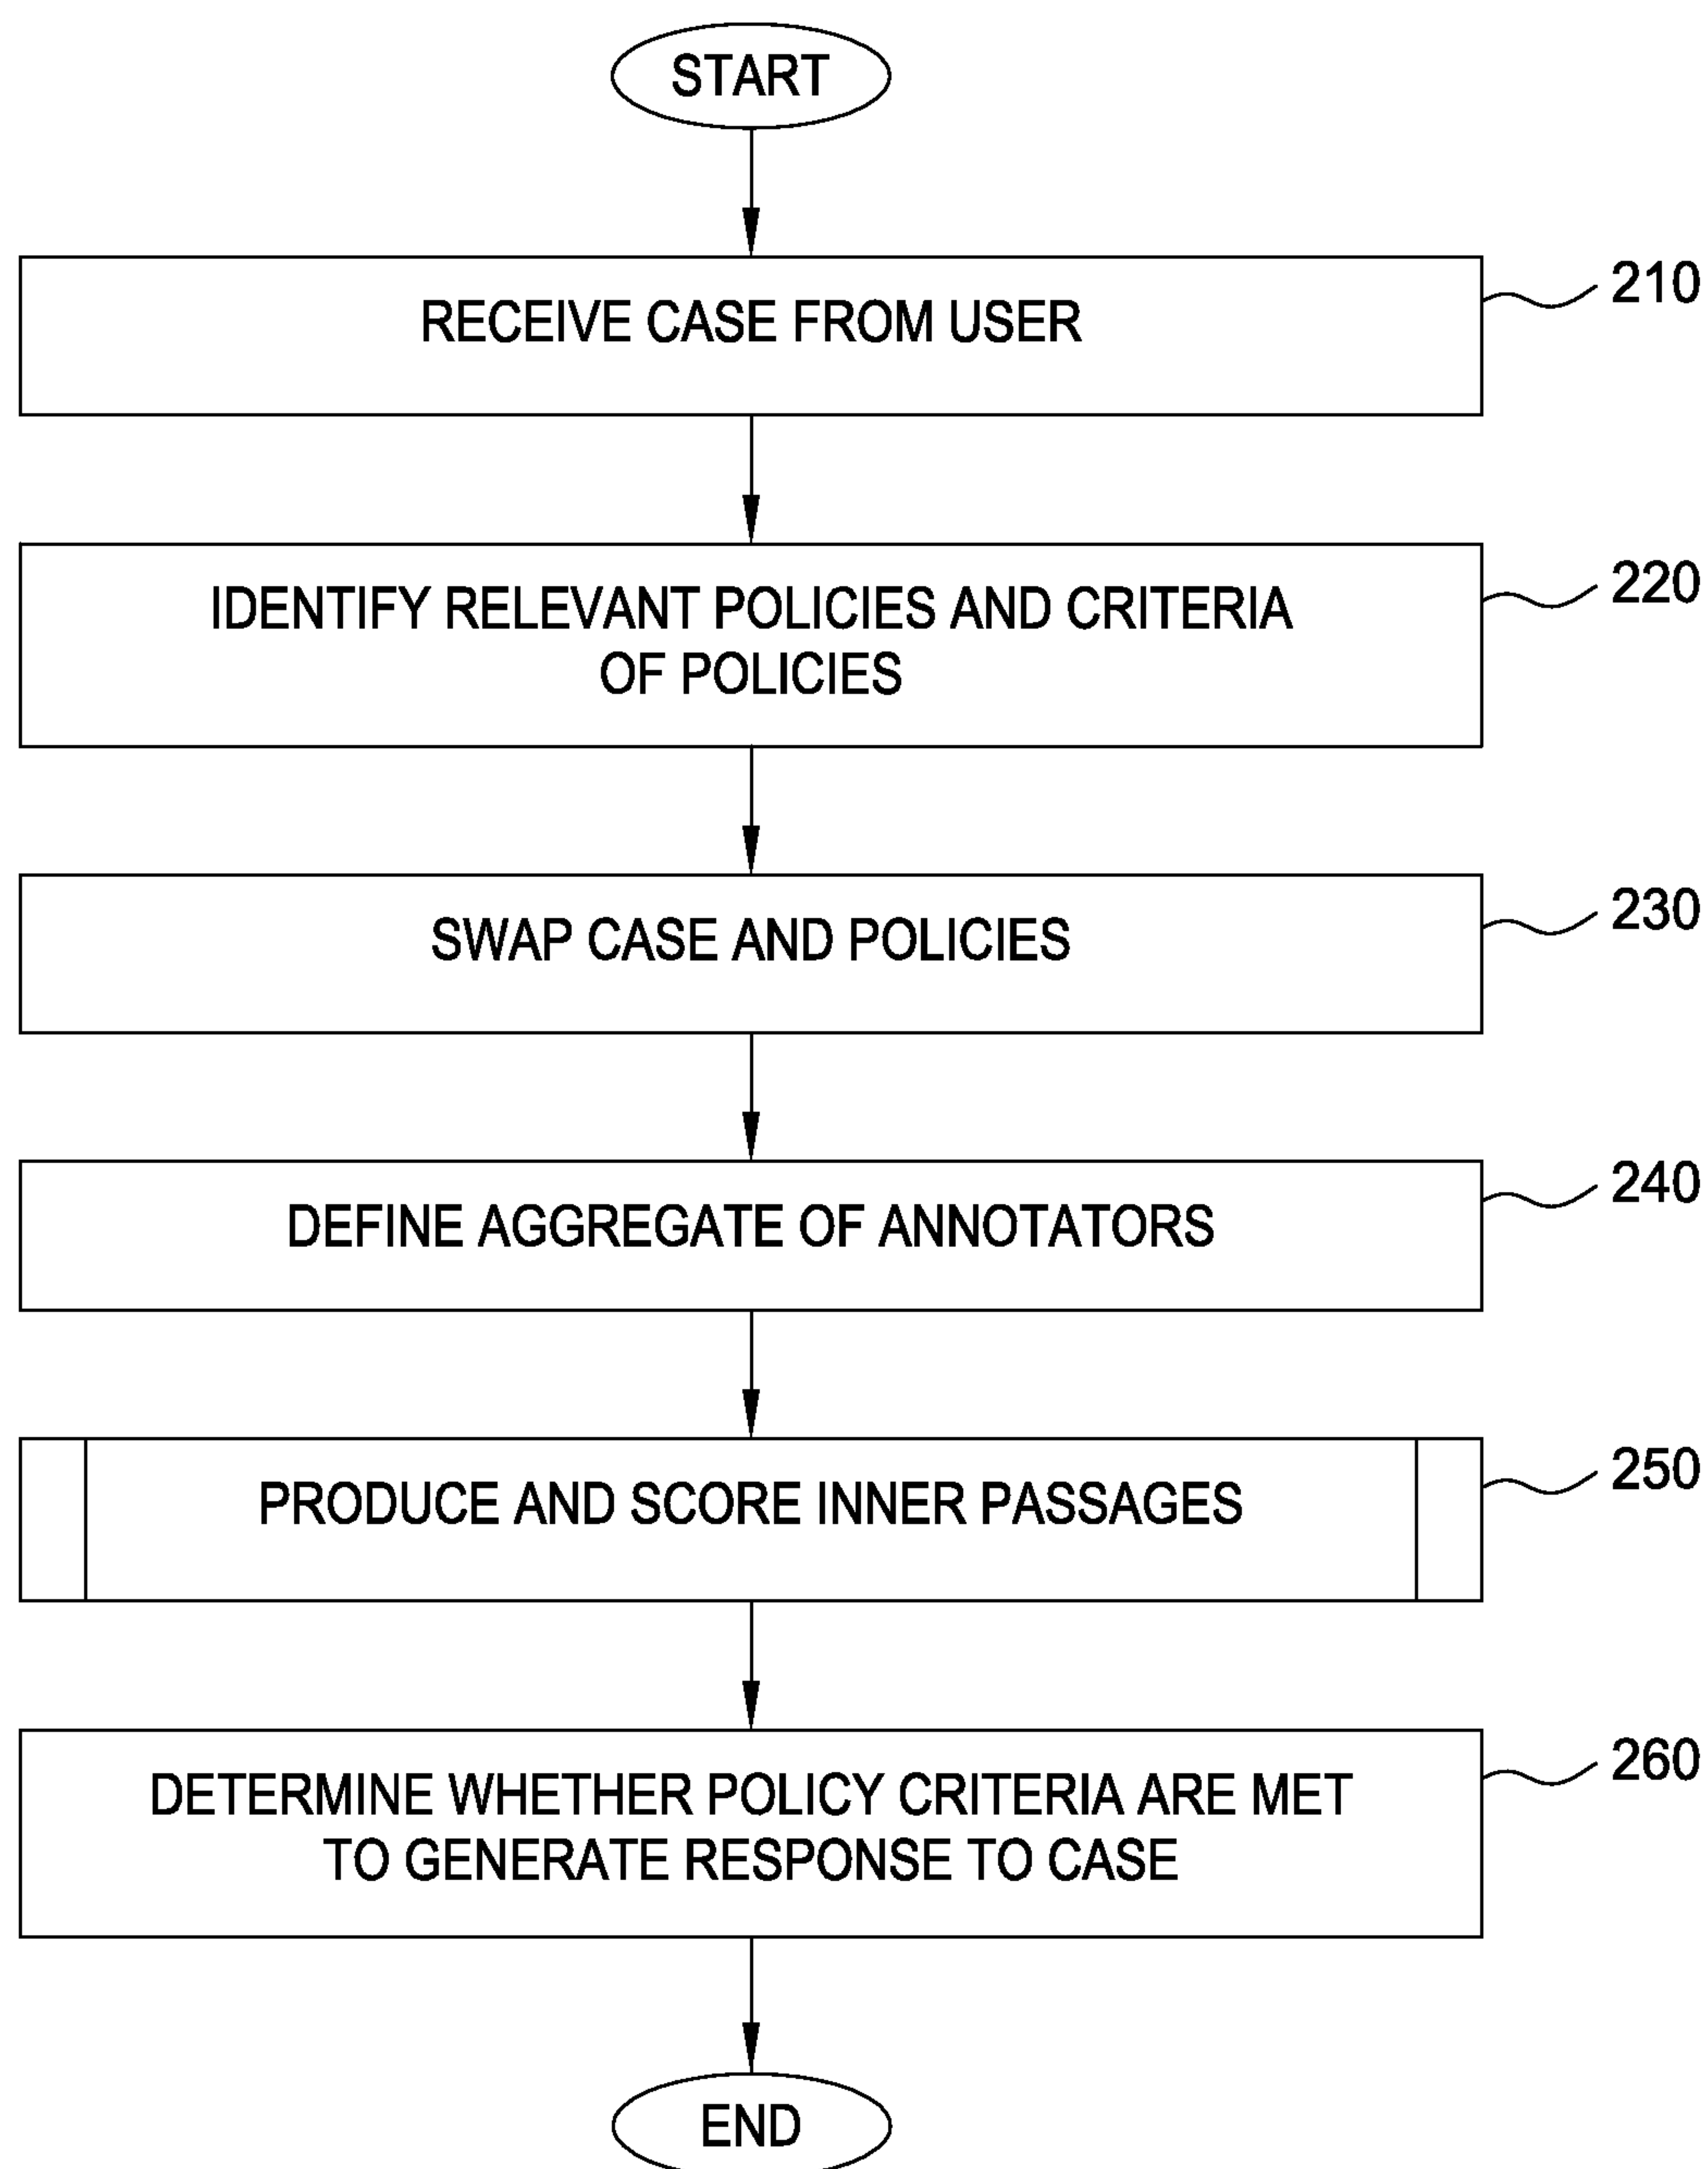 START
RECEIVE CASE FROM USER
210
IDENTIFY RELEVANT POLICIES AND CRITERIA
OF POLICIES
220
SWAP CASE AND POLICIES
230
DEFINE AGGREGATE OF ANNOTATORS
240
PRODUCE AND SCORE INNER PASSAGES
250
DETERMINE WHETHER POLICY CRITERIA ARE MET
TO GENERATE RESPONSE TO CASE
260
END